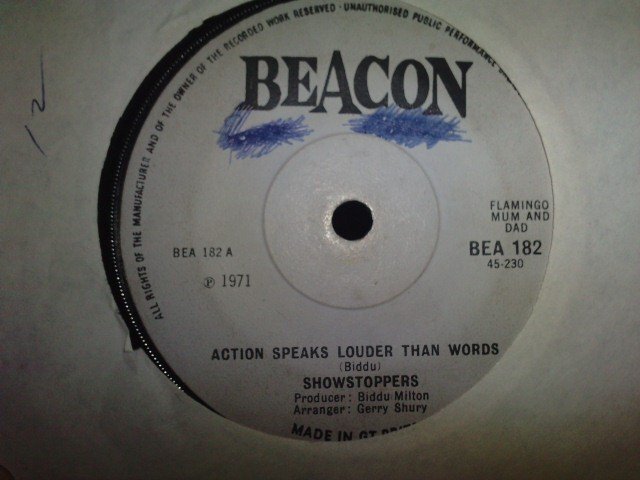 ALL RIGHTS OF THE MANUFACTURER AND OF THE OWNER OF THE RECORDED WORK RESERVED · UNAUTHORISED PUBLIC PERFORMANCE
BEACON
FLAMINGO
MUM AND
DAD
BEA 182
45-230
BEA 182 A
℗ 1971
ACTION SPEAKS LOUDER THAN WORDS
(Biddu)
SHOWSTOPPERS
Producer: Biddu Milton
Arranger: Gerry Shury
MADE IN GT
12